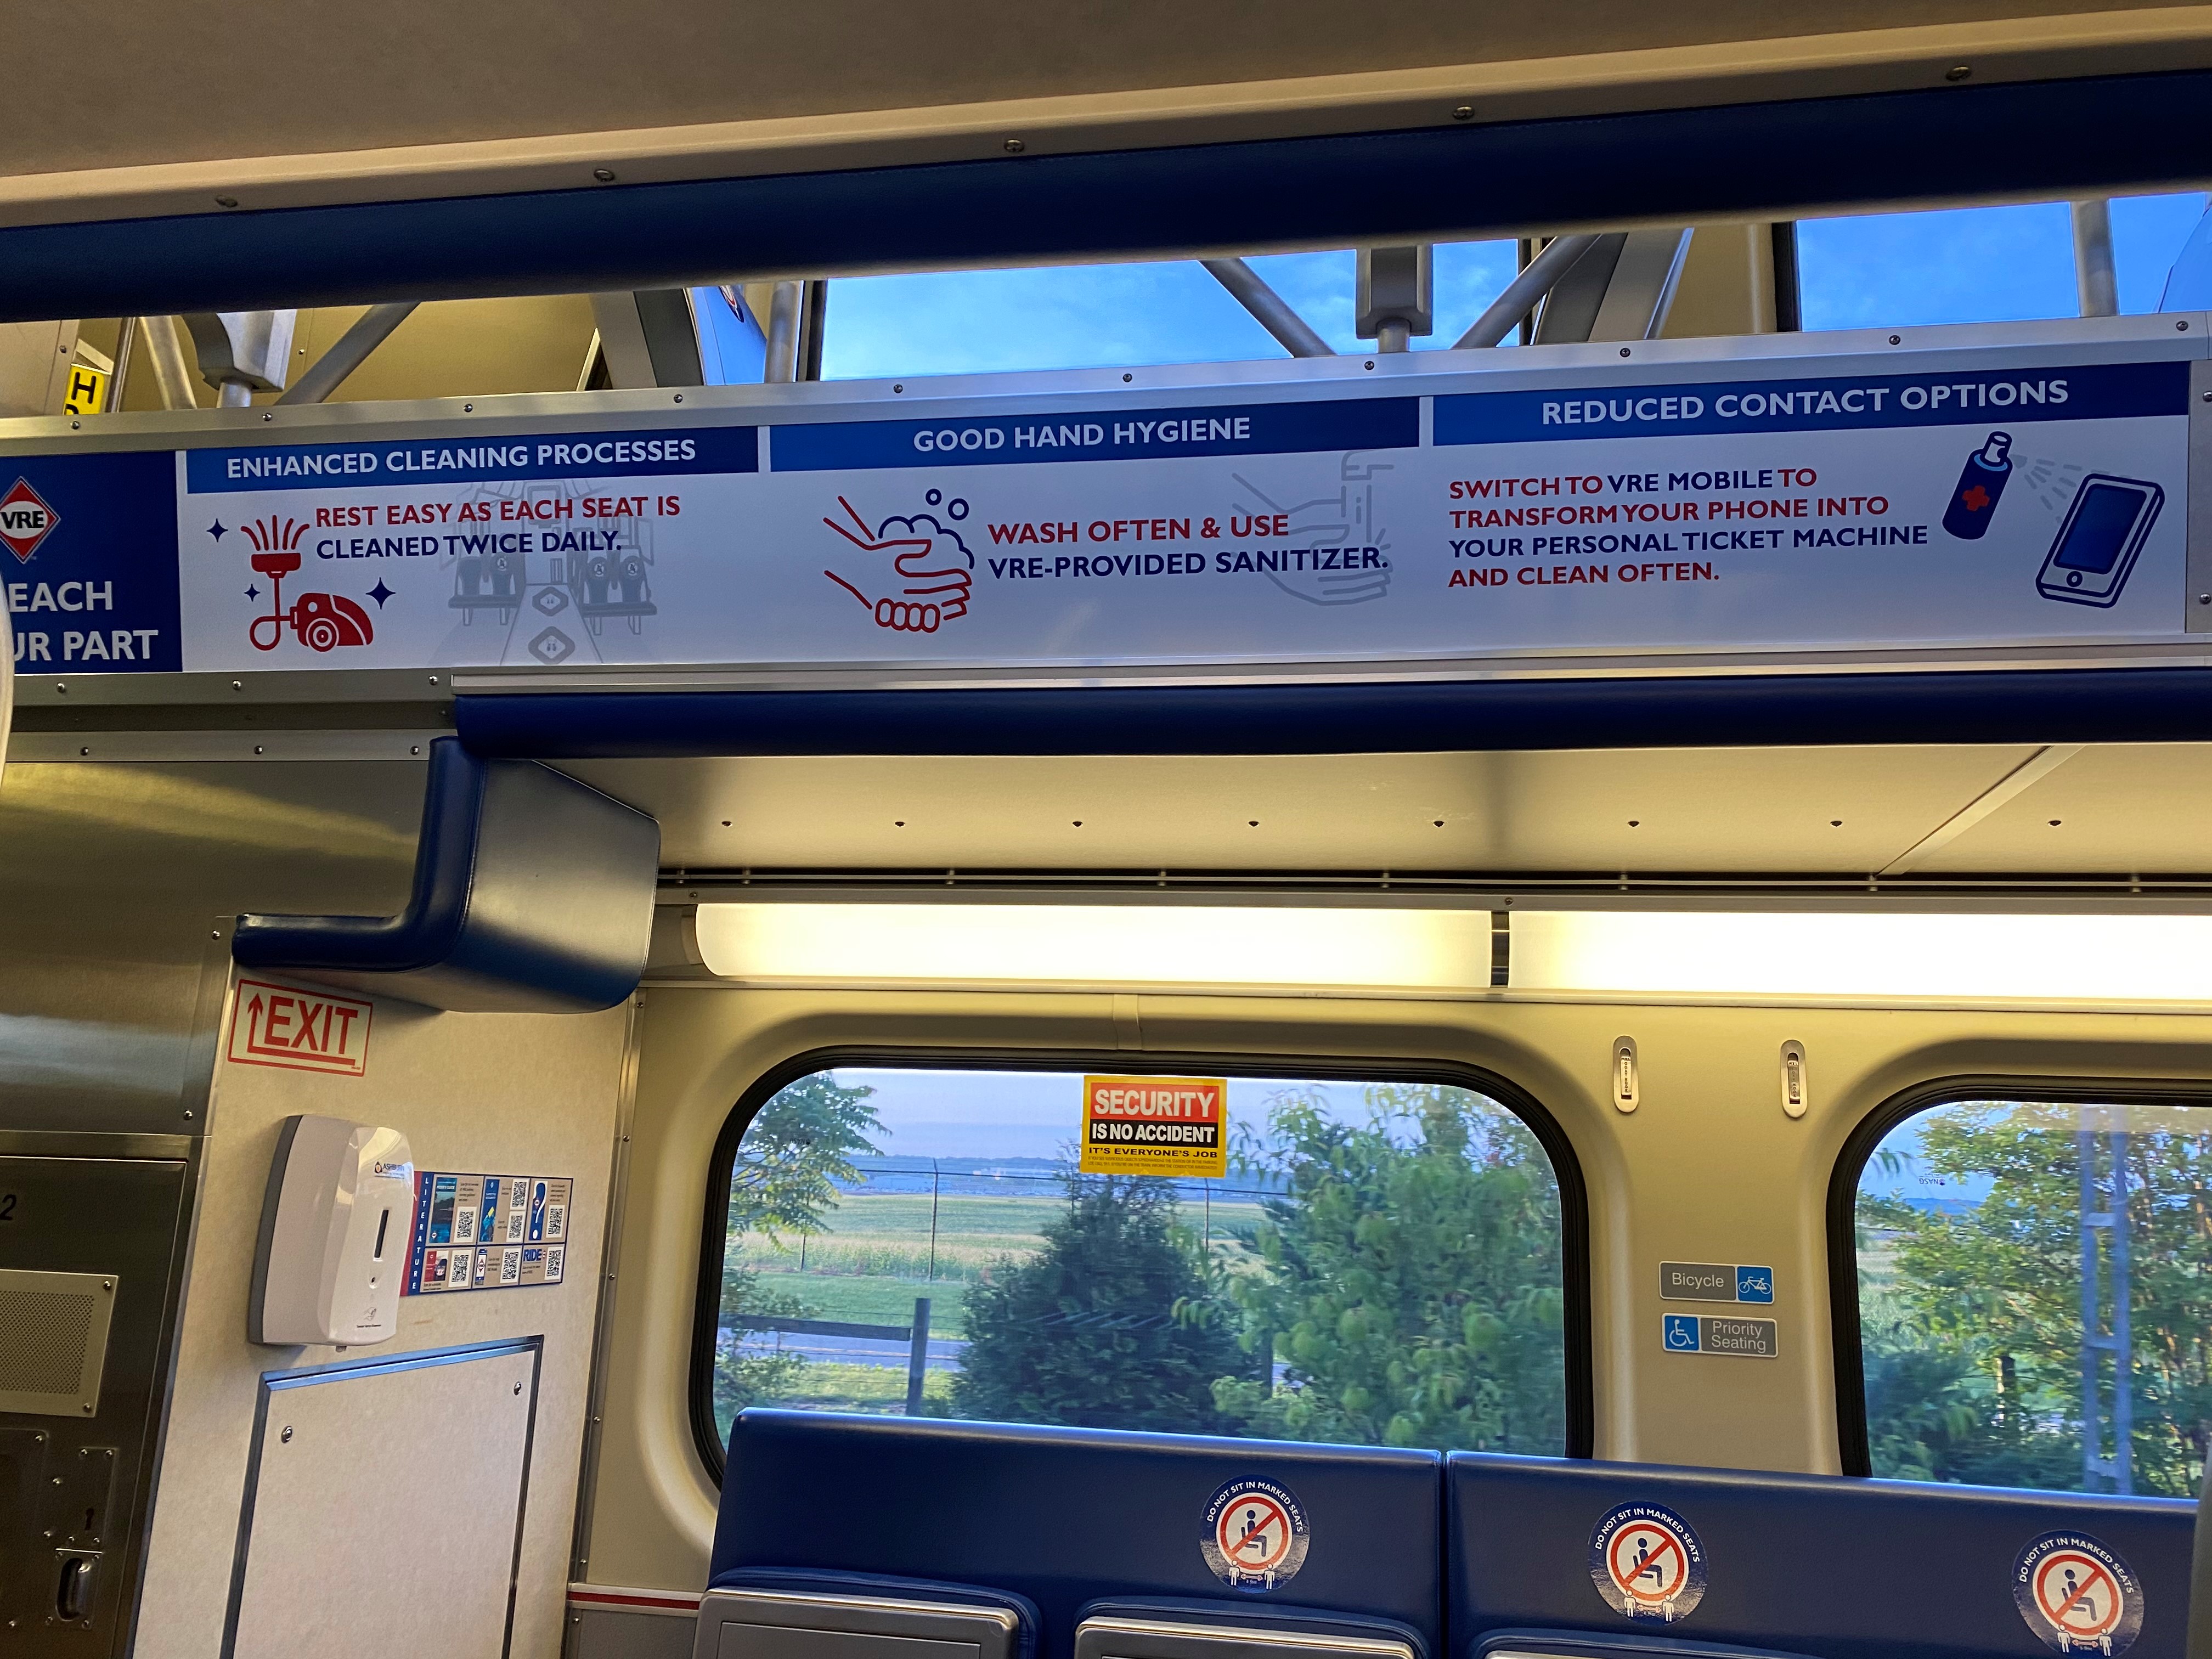 H
VRE
EACH
UR PART
ENHANCED CLEANING PROCESSES
REST EASY AS EACH SEAT IS
CLEANED TWICE DAILY.
GOOD HAND HYGIENE
WASH OFTEN & USE
VRE-PROVIDED SANITIZER.
REDUCED CONTACT OPTIONS
SWITCH TO VRE MOBILE TO
TRANSFORM YOUR PHONE INTO
YOUR PERSONAL TICKET MACHINE
AND CLEAN OFTEN.
EXIT
SECURITY
IS NO ACCIDENT
IT'S EVERYONE'S JOB
2
LITERATURE
RIDE
Bicycle
Priority
Seating
DO NOT SIT IN MARKED SEATS
DO NOT SIT IN MARKED SEATS
DO NOT SIT IN MARKED SEATS